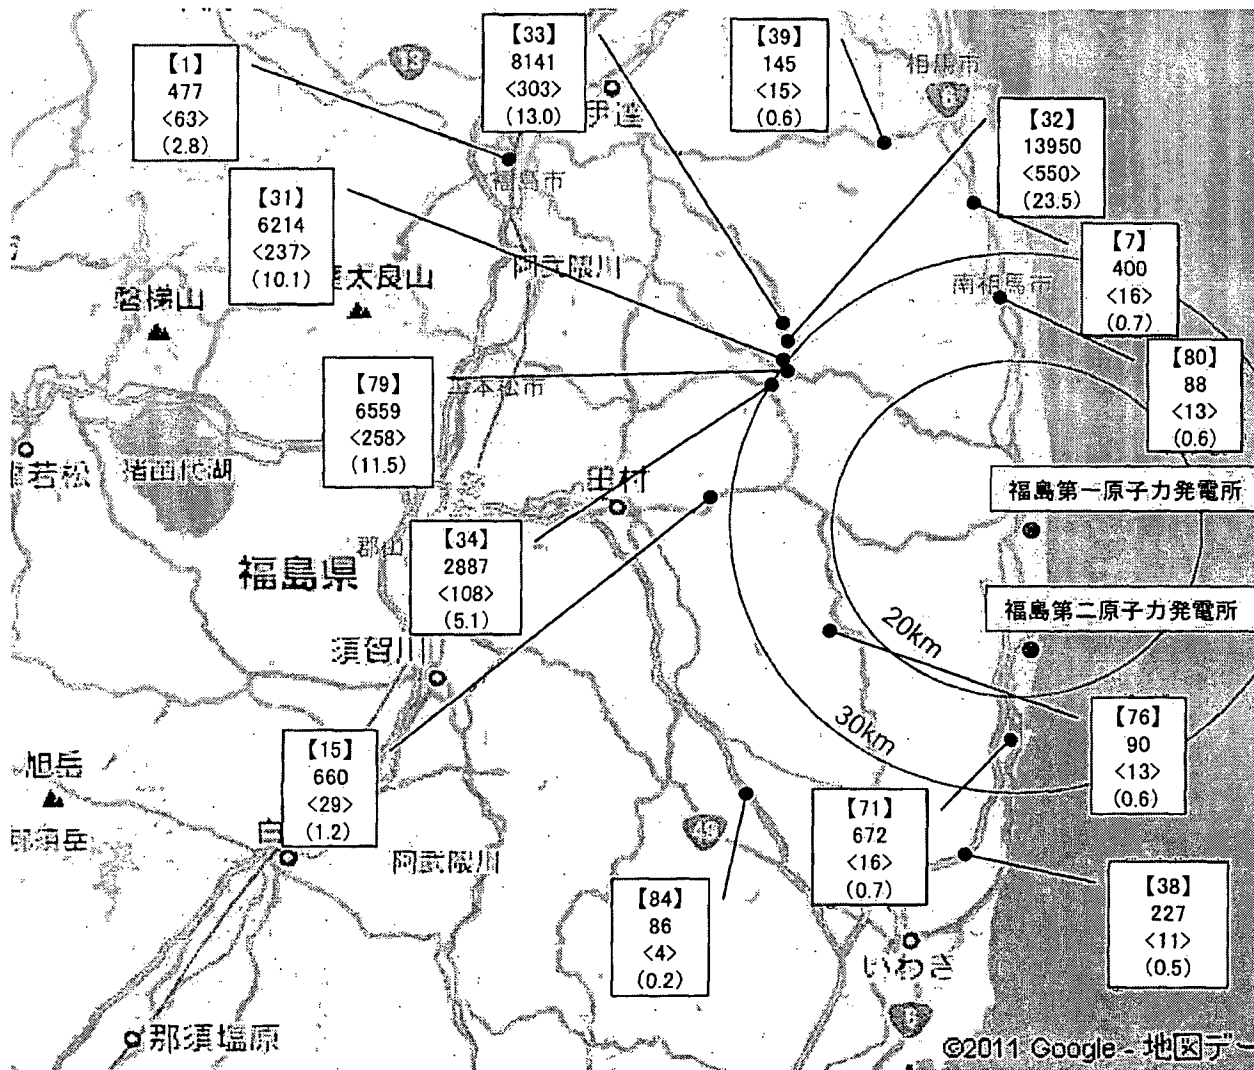 【33】
8141
<303>
(13.0)
【39】
145
<15>
(0.6)
【1】
477
<63>
(2.8)
13
伊達
相馬市
6
【32】
13950
<550>
(23.5)
福島市
【31】
6214
<237>
(10.1)
阿武隈川
太良山
磐梯山
【7】
400
<16>
(0.7)
南相馬市
【80】
88
<13>
(0.6)
【79】
6559
<258>
(11.5)
二本松市
若松
猪苗代湖
田村
福島第一原子力発電所
【34】
2887
<108>
(5.1)
郡山
福島県
福島第二原子力発電所
20km
須賀川
30km
【76】
90
<13>
(0.6)
【15】
660
<29>
(1.2)
旭岳
那須岳
白
阿武隈川
49
【71】
672
<16>
(0.7)
【84】
86
<4>
(0.2)
【38】
227
<11>
(0.5)
いわき
6
那須塩原
©2011 Google - 地図デー